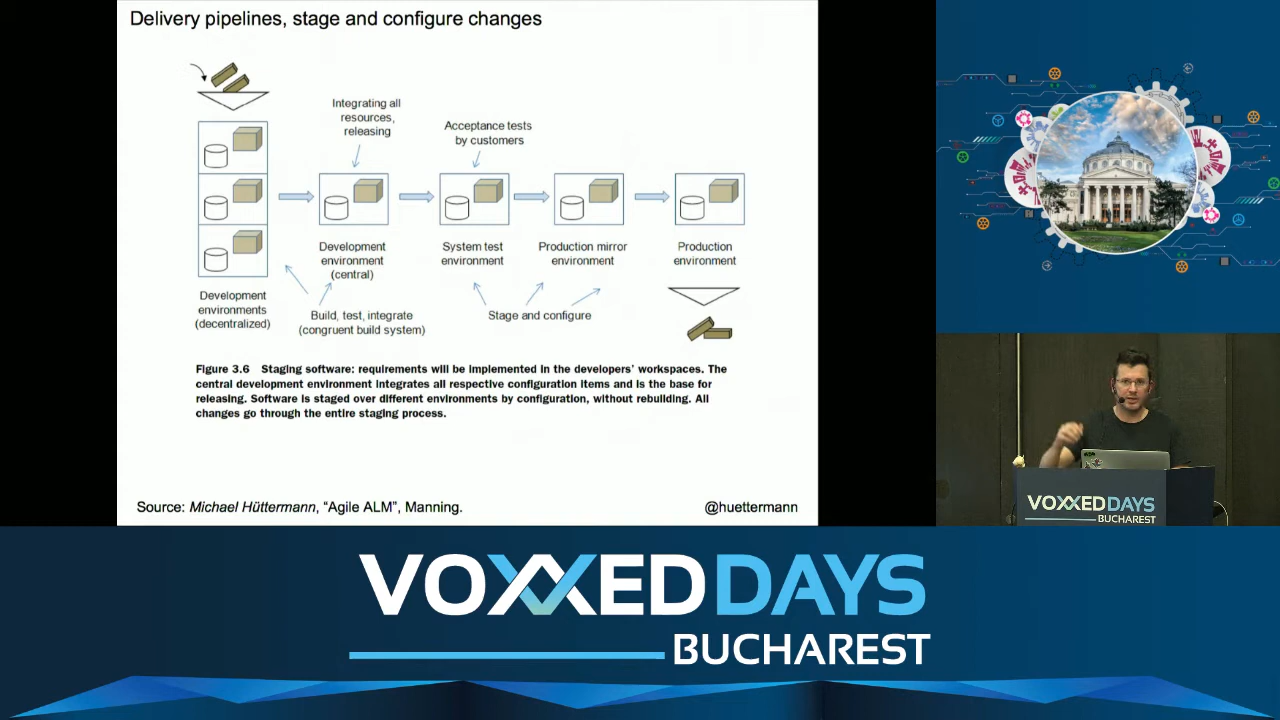 Delivery pipelines, stage and configure changes
Integrating all
resources,
releasing
Acceptance tests
by customers
Development
environment
(central)
System test
environment
Production mirror
environment
Production
environment
Development
environments
(decentralized)
Build, test, integrate
(congruent build system)
Stage and configure
Figure 3.6 Staging software: requirements will be implemented in the developers' workspaces. The
central development environment integrates all respective configuration items and is the base for
releasing. Software is staged over different environments by configuration, without rebuilding. All
changes go through the entire staging process.
Source: Michael Hüttermann, “Agile ALM”, Manning.
@huettermann
VOXXED DAYS
BUCHAREST
VOXXED DAYS
BUCHAREST